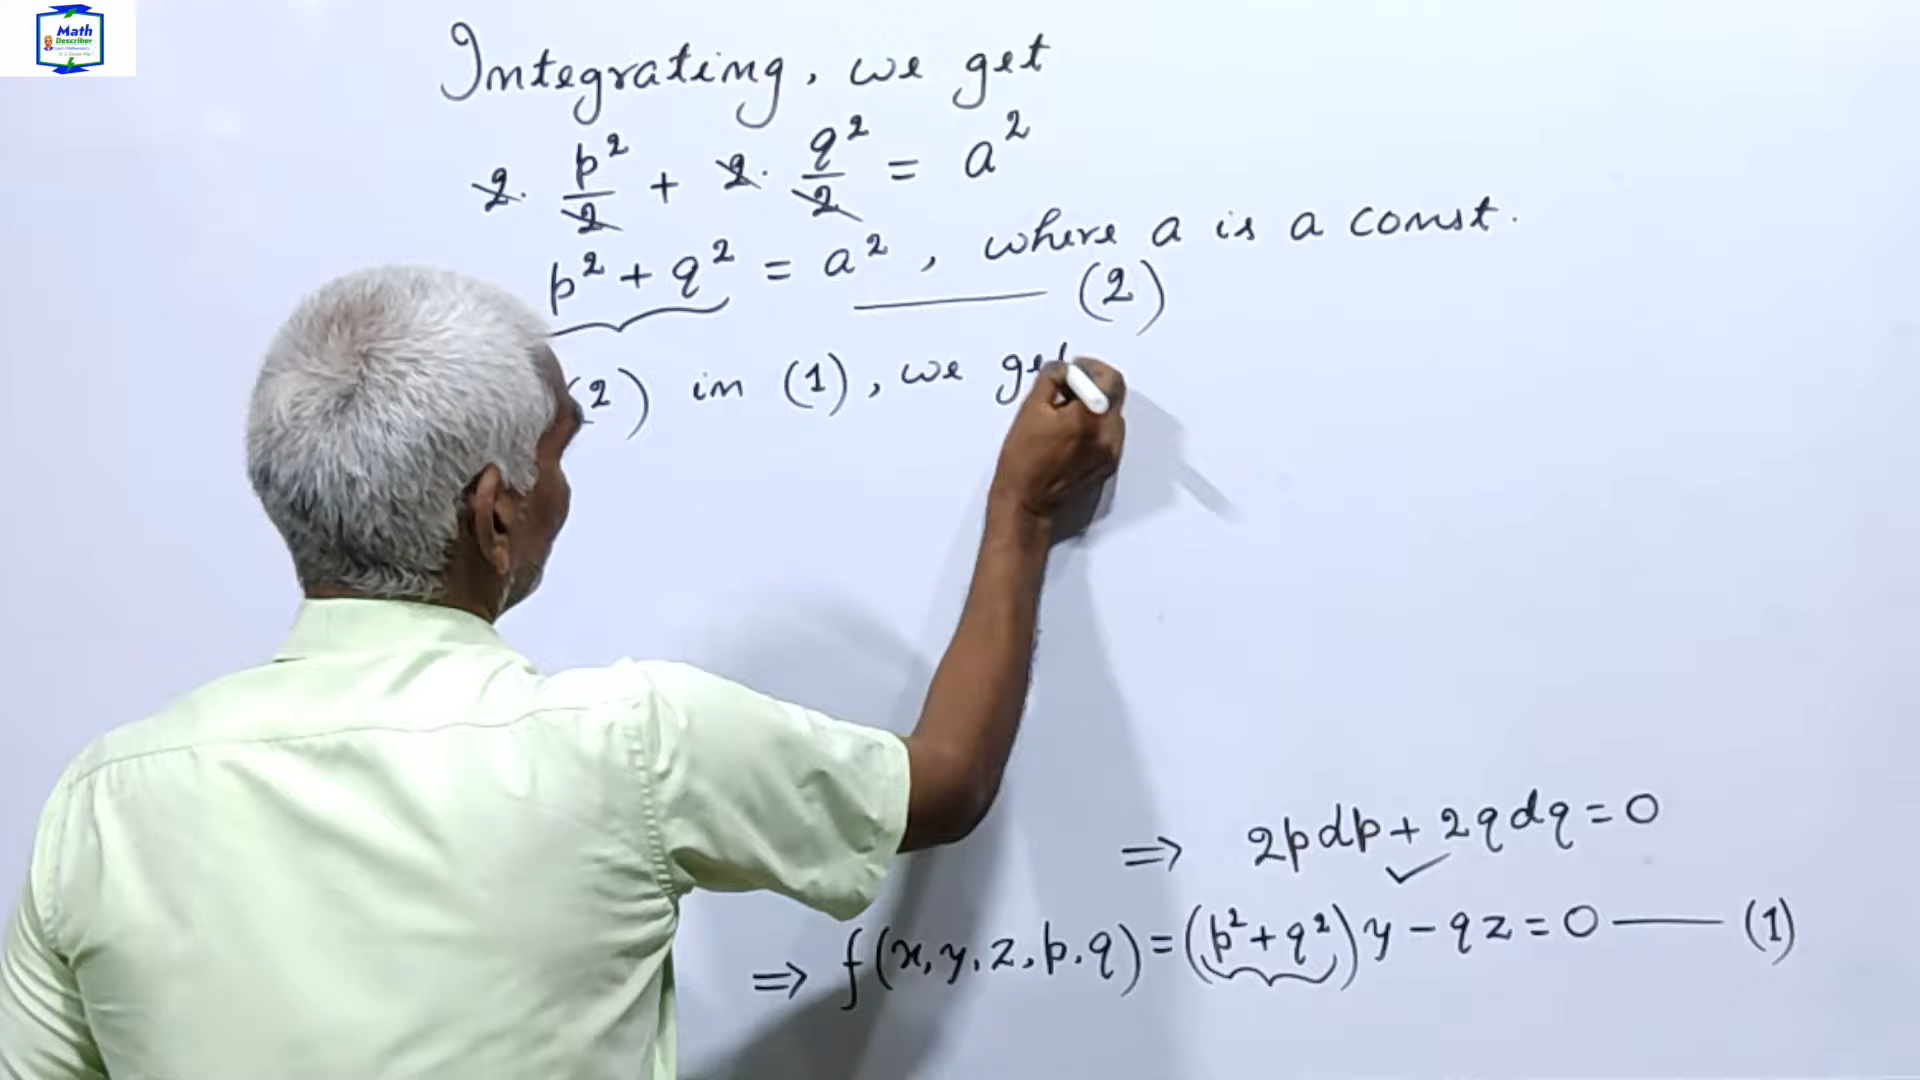 Math
Describer
Integrating, we get
2. p²/2 + 2. q²/2 = a²
p² + q² = a², where a is a const.
(2)
(2) in (1), we get
⇒ 2pdp + 2qdq = 0
⇒ f(x, y, z, p, q) = (p² + q²)y − qz = 0 —— (1)